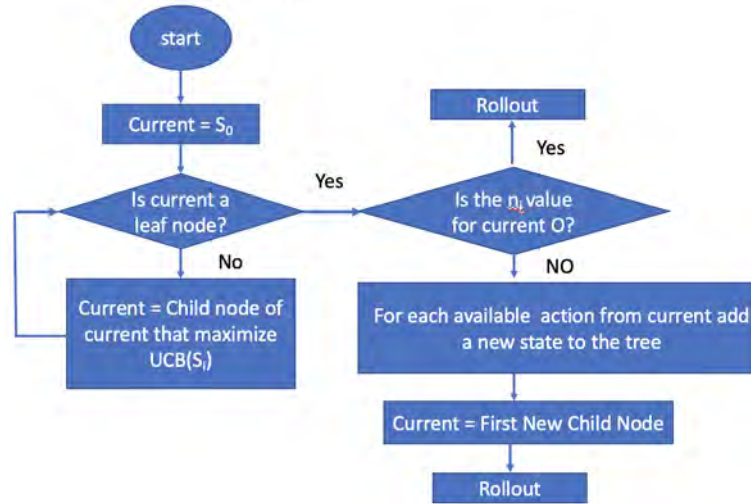 start
Current = S₀
Is current a
leaf node?
Yes
No
Current = Child node of
current that maximize
UCB(Sᵢ)
Rollout
Yes
Is the nᵢ value
for current O?
NO
For each available action from current add
a new state to the tree
Current = First New Child Node
Rollout